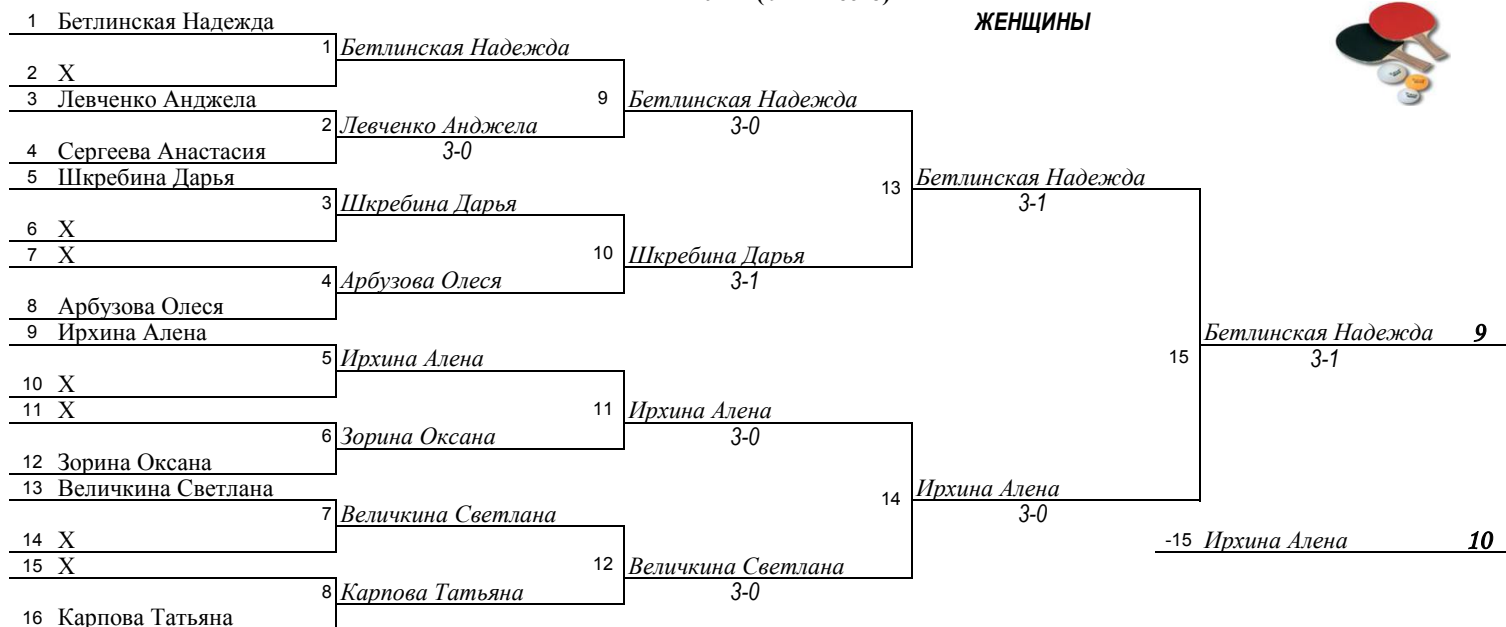 ЖЕНЩИНЫ
1 Бетлинская Надежда
1 Бетлинская Надежда
2 X
3 Левченко Анджела
9 Бетлинская Надежда
3-0
2 Левченко Анджела
3-0
4 Сергеева Анастасия
5 Шкребина Дарья
13 Бетлинская Надежда
3-1
3 Шкребина Дарья
6 X
7 X
10 Шкребина Дарья
3-1
4 Арбузова Олеся
8 Арбузова Олеся
9 Ирхина Алена
15 Бетлинская Надежда 9
3-1
5 Ирхина Алена
10 X
11 X
11 Ирхина Алена
3-0
6 Зорина Оксана
12 Зорина Оксана
13 Величкина Светлана
14 Ирхина Алена
3-0
7 Величкина Светлана
14 X
-15 Ирхина Алена 10
15 X
12 Величкина Светлана
3-0
8 Карпова Татьяна
16 Карпова Татьяна